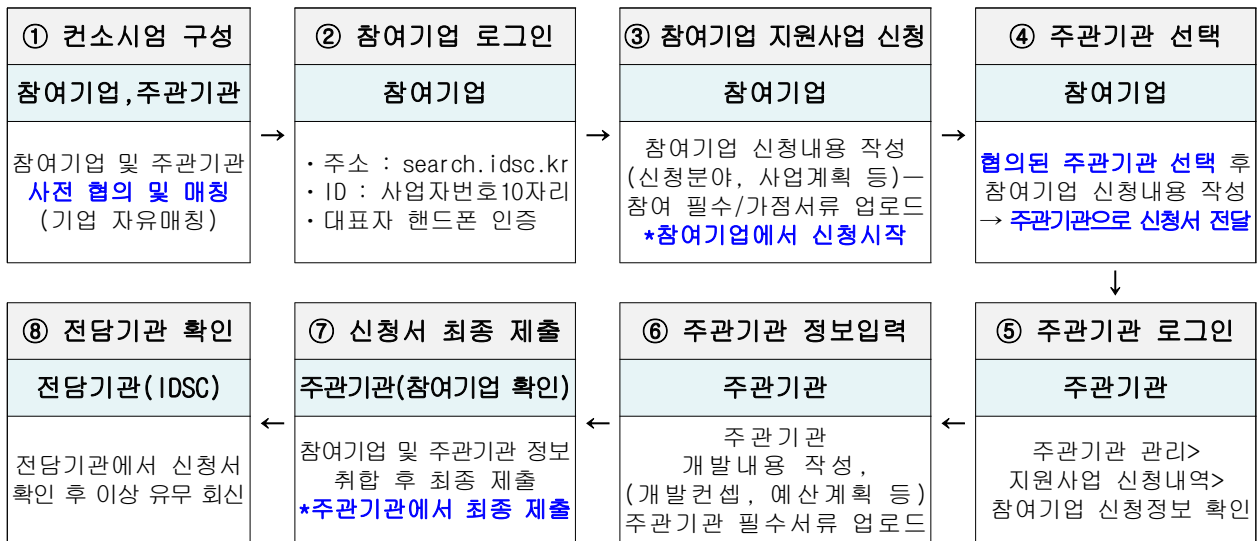 ① 컨소시엄 구성
참여기업,주관기관
참여기업 및 주관기관
사전 협의 및 매칭
(기업 자유매칭)
→
② 참여기업 로그인
참여기업
· 주소 : search.idsc.kr
· ID : 사업자번호10자리
· 대표자 핸드폰 인증
→
③ 참여기업 지원사업 신청
참여기업
참여기업 신청내용 작성
(신청분야, 사업계획 등)—
참여 필수/가점서류 업로드
*참여기업에서 신청시작
→
④ 주관기관 선택
참여기업
협의된 주관기관 선택 후
참여기업 신청내용 작성
→ 주관기관으로 신청서 전달
↓
⑤ 주관기관 로그인
주관기관
주관기관 관리>
지원사업 신청내역>
참여기업 신청정보 확인
←
⑥ 주관기관 정보입력
주관기관
주관기관
개발내용 작성,
(개발컨셉, 예산계획 등)
주관기관 필수서류 업로드
←
⑦ 신청서 최종 제출
주관기관(참여기업 확인)
참여기업 및 주관기관 정보
취합 후 최종 제출
*주관기관에서 최종 제출
←
⑧ 전담기관 확인
전담기관(IDSC)
전담기관에서 신청서
확인 후 이상 유무 회신